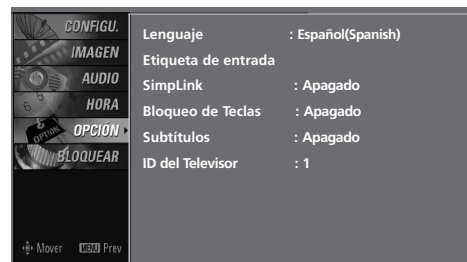 CONFIGU.
IMAGEN
AUDIO
HORA
OPCIÓN
BLOQUEAR
Mover MENU Prev
Lenguaje : Español(Spanish)
Etiqueta de entrada
SimpLink : Apagado
Bloqueo de Teclas : Apagado
Subtítulos : Apagado
ID del Televisor : 1
OPTION